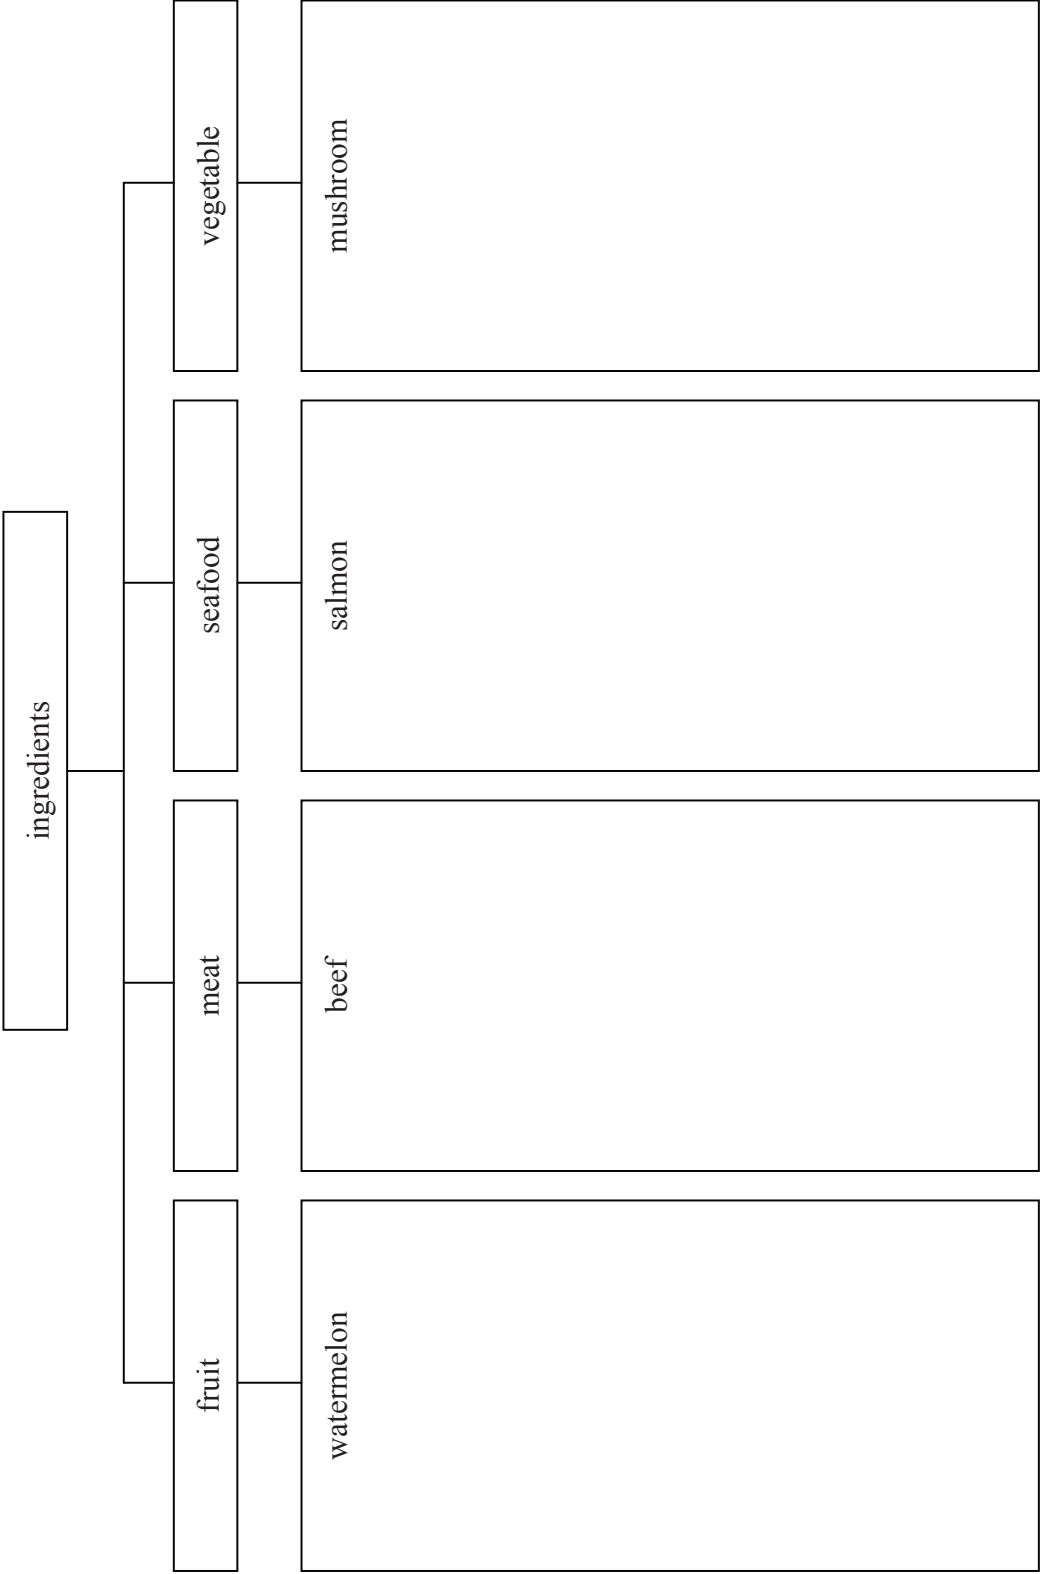 ingredients
fruit
meat
seafood
vegetable
watermelon
beef
salmon
mushroom